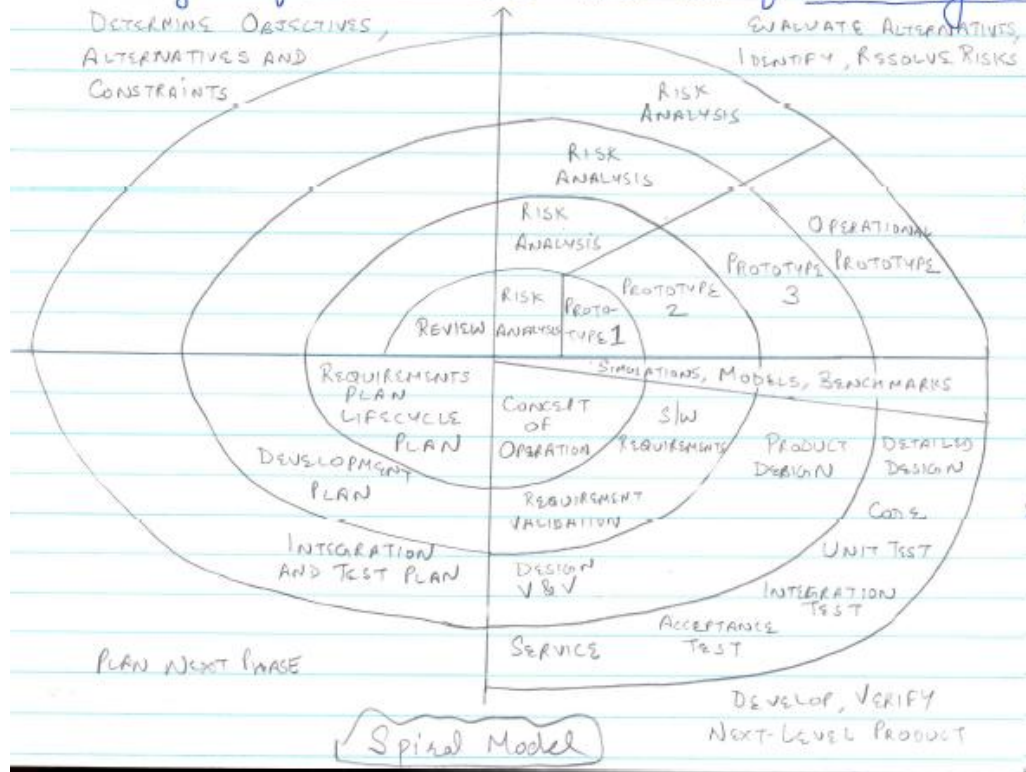 DETERMINE OBJECTIVES,
ALTERNATIVES AND
CONSTRAINTS
EVALUATE ALTERNATIVES,
IDENTIFY, RESOLVE RISKS
RISK
ANALYSIS
RISK
ANALYSIS
RISK
ANALYSIS
OPERATIONAL
PROTOTYPE
PROTOTYPE
3
PROTOTYPE
2
RISK
ANALYSIS
PROTO-
TYPE 1
REVIEW
SIMULATIONS, MODELS, BENCHMARKS
REQUIREMENTS
PLAN
LIFECYCLE
PLAN
CONCEPT
OF
OPERATION
S/W
REQUIREMENTS
PRODUCT
DESIGN
DETAILED
DESIGN
DEVELOPMENT
PLAN
REQUIREMENT
VALIDATION
CODE
UNIT TEST
INTEGRATION
AND TEST PLAN
DESIGN
V & V
INTEGRATION
TEST
ACCEPTANCE
TEST
SERVICE
PLAN NEXT PHASE
DEVELOP, VERIFY
NEXT-LEVEL PRODUCT
Spiral Model